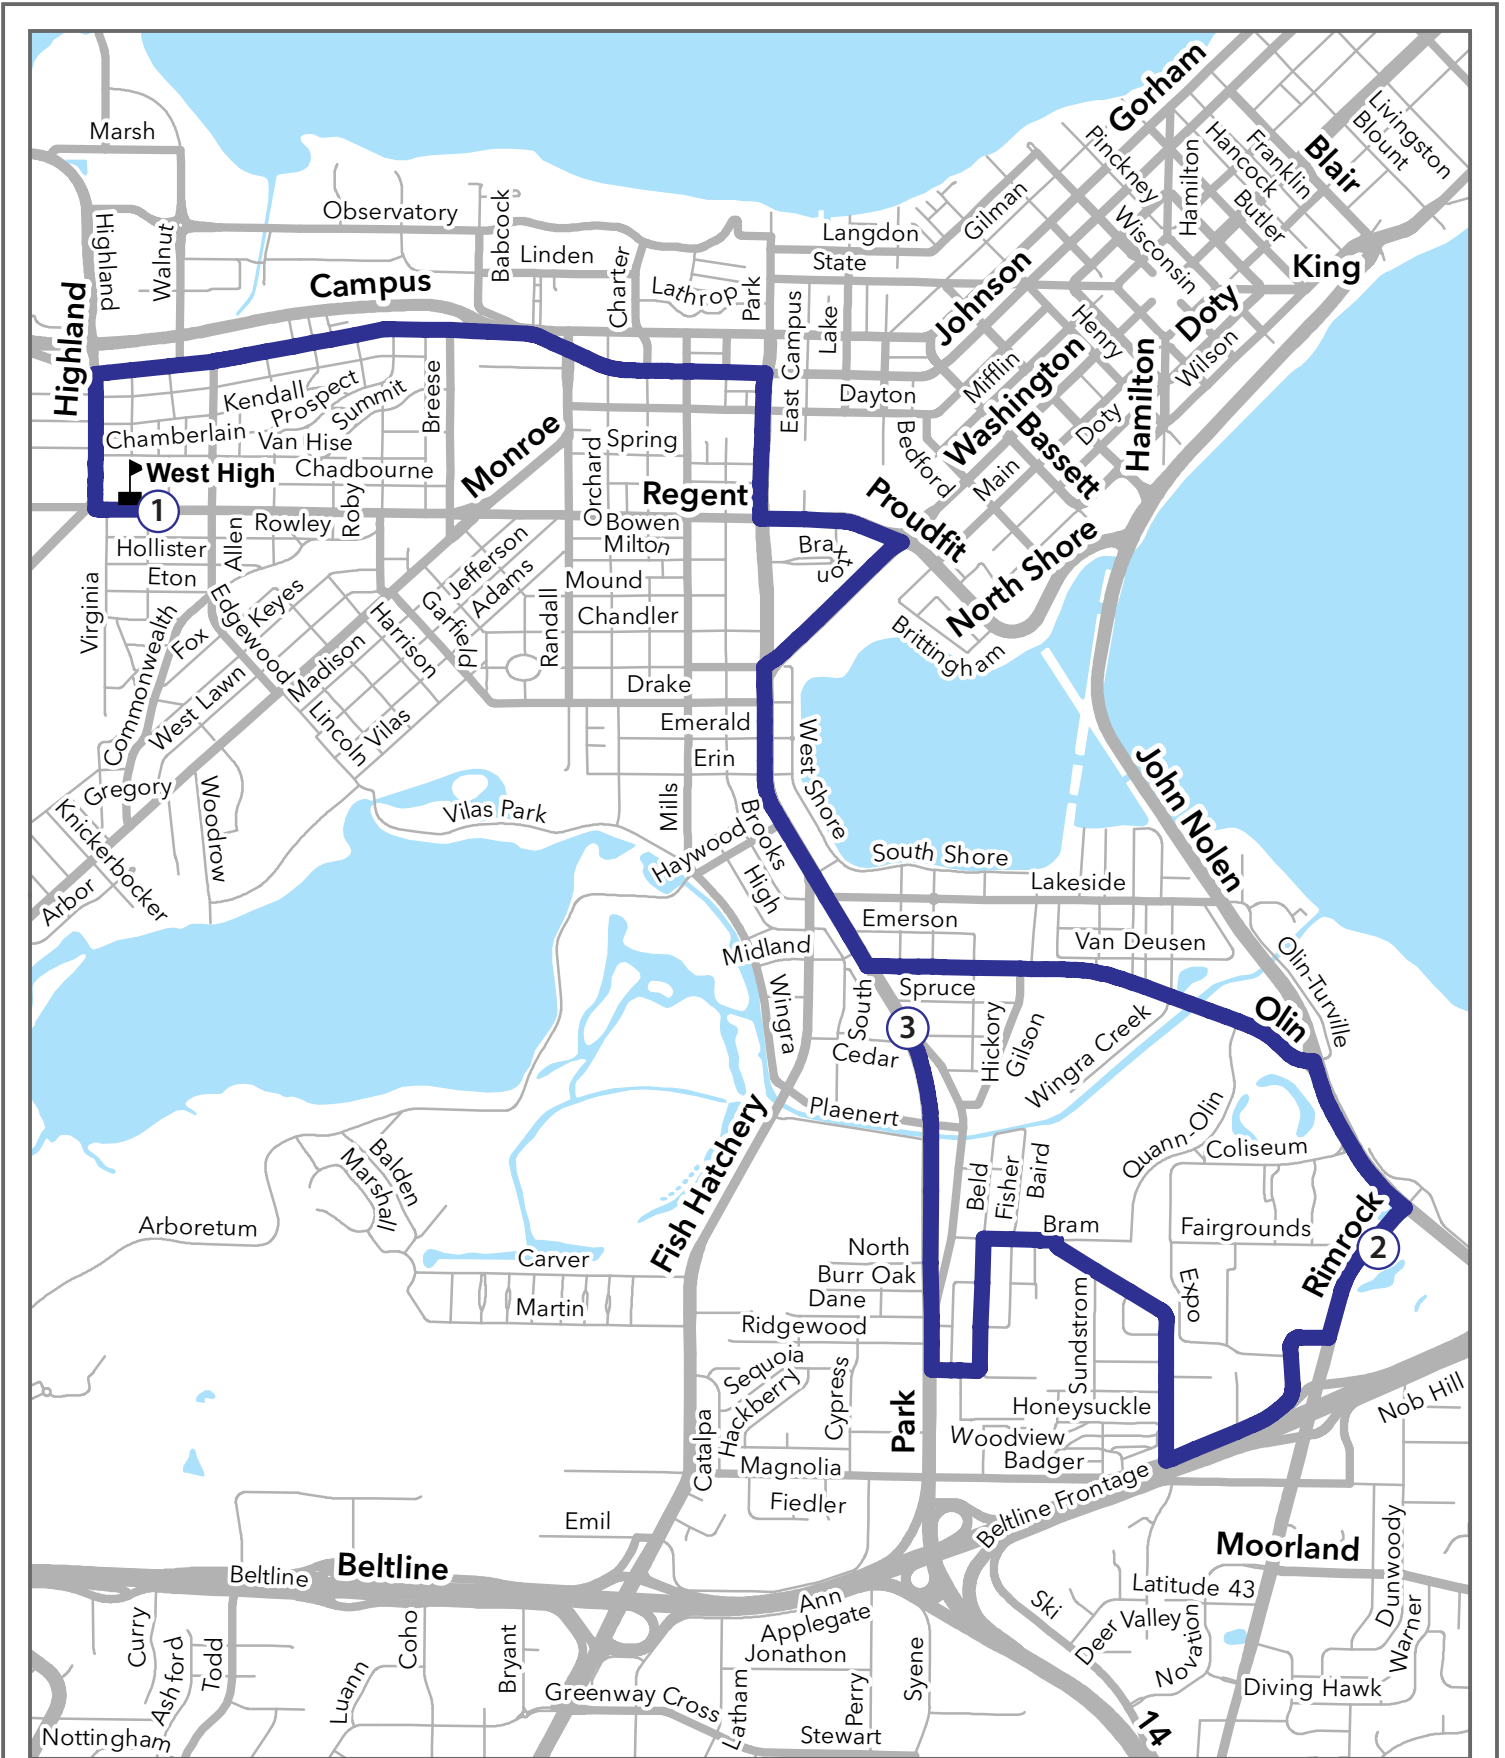 Gorham
Livingston
Blount
Marsh
Pinckney
Hamilton
Hancock
Franklin
Blair
Butler
Highland
Walnut
Observatory
Babcock
Linden
Charter
Lathrop
Park
Langdon
State
Gilman
Wisconsin
King
Highland
Campus
East Campus
Lake
Johnson
Henry
Doty
Wilson
Mifflin
Washington
Hamilton
Kendall
Prospect
Summit
Breese
Dayton
Bassett
Doty
Chamberlain
Van Hise
Monroe
Orchard
Spring
Bedford
Main
West High
Chadbourne
Regent
Proudfit
1
Roby
Rowley
Allen
Bowen
Milton
Hollister
Eton
Virginia
Braxton
North Shore
Jefferson
Adams
Mound
Chandler
Edgewood
Keyes
Harrison
Garfield
Randall
Brittingham
Commonwealth
Fox
Madison
West Lawn
Lincoln
Vilas
Drake
Emerald
Erin
West Shore
John Nolen
Gregory
Woodrow
Knickerbocker
Arbor
Vilas Park
Mills
Haywood
Brooks
High
South Shore
Lakeside
Emerson
Van Deusen
Midland
Wingra
South
Spruce
3
Cedar
Hickory
Gilson
Wingra Creek
Olin
Olin-Turville
Plaenert
Quann-Olin
Coliseum
Fish Hatchery
Balden
Marshall
Arboretum
Beld
Fisher
Baird
Bram
Fairgrounds
Rimrock
2
Carver
Martin
North
Burr Oak
Dane
Ridgewood
Sundstrom
Expo
Sequoia
Hackberry
Cypress
Catalpa
Park
Honeysuckle
Woodview
Badger
Nob Hill
Magnolia
Fiedler
Beltline Frontage
Emil
Moorland
Dunwoody
Beltline
Beltline
Latitude 43
Ann
Applegate
Jonathon
Ski
Deer Valley
Novation
Warner
Curry
Ashford
Todd
Coho
Luann
Bryant
Greenway Cross
Latham
Perry
Syene
Stewart
Diving Hawk
14
Nottingham